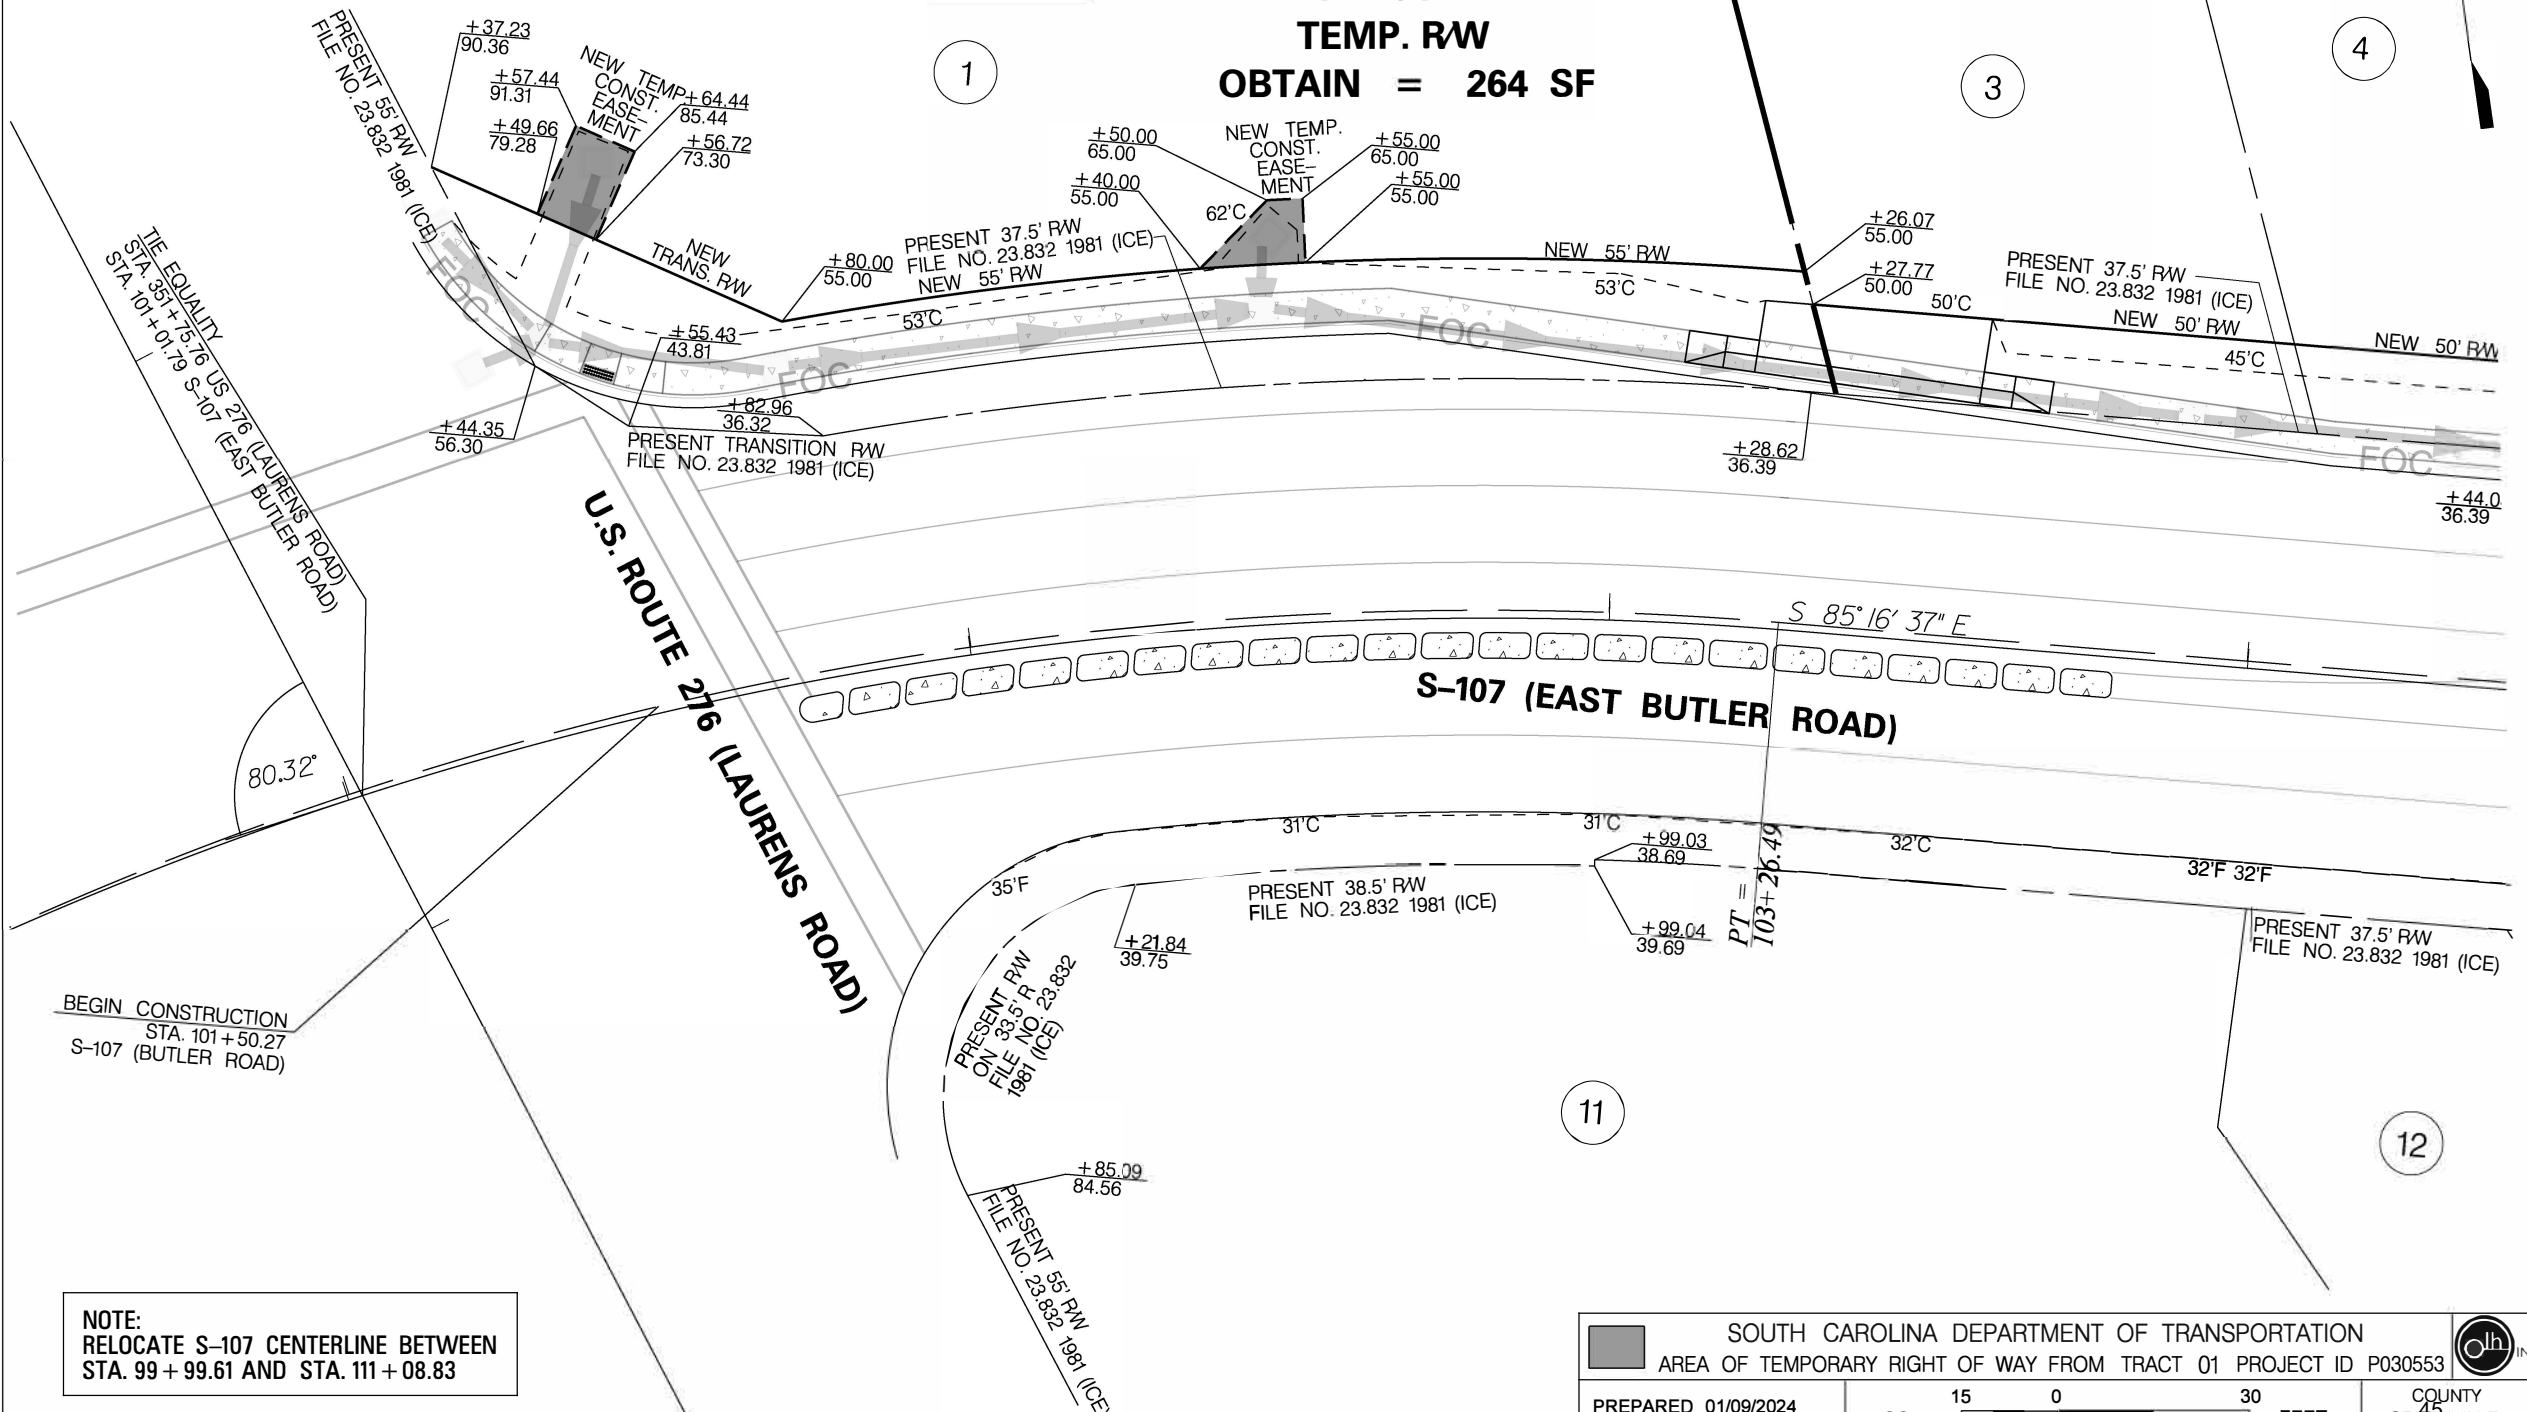 TEMP. R/W
OBTAIN = 264 SF
1
3
4
PRESENT 55' R/W
FILE NO. 23.832 1981 (ICE)
+37.23
90.36
+57.44
91.31
+49.66
79.28
NEW TEMP.
CONST.
EASE-
MENT
+64.44
85.44
+56.72
73.30
NEW
TRANS. R/W
+80.00
55.00
PRESENT 37.5' R/W
FILE NO. 23.832 1981 (ICE)
NEW 55' R/W
53'C
+50.00
65.00
+40.00
55.00
62'C
NEW TEMP.
CONST.
EASE-
MENT
+55.00
65.00
+55.00
55.00
NEW 55' R/W
53'C
+26.07
55.00
+27.77
50.00
50'C
PRESENT 37.5' R/W
FILE NO. 23.832 1981 (ICE)
NEW 50' R/W
45'C
NEW 50' R/W
FOC
FOC
FOC
FOC
+55.43
43.81
+82.96
36.32
+44.35
56.30
PRESENT TRANSITION R/W
FILE NO. 23.832 1981 (ICE)
+28.62
36.39
+44.0
36.39
TIE EQUALITY
STA. 351+75.76 US 276 (LAURENS ROAD)
STA. 101+01.79 S-107 (EAST BUTLER ROAD)
U.S. ROUTE 276 (LAURENS ROAD)
S 85° 16' 37" E
S-107 (EAST BUTLER ROAD)
80.32°
31'C
31'C
32'C
32'F 32'F
35'F
+99.03
38.69
+99.04
39.69
PT =
103+26.49
PRESENT 38.5' R/W
FILE NO. 23.832 1981 (ICE)
+21.84
39.75
PRESENT 37.5' R/W
FILE NO. 23.832 1981 (ICE)
BEGIN CONSTRUCTION
STA. 101+50.27
S-107 (BUTLER ROAD)
PRESENT R/W
ON 33.5' R
FILE NO. 23.832
1981 (ICE)
11
12
+85.09
84.56
PRESENT 55' R/W
FILE NO. 23.832 1981 (ICE)
NOTE:
RELOCATE S-107 CENTERLINE BETWEEN
STA. 99+99.61 AND STA. 111+08.83
SOUTH CAROLINA DEPARTMENT OF TRANSPORTATION
AREA OF TEMPORARY RIGHT OF WAY FROM TRACT 01 PROJECT ID P030553
olh
IN
PREPARED 01/09/2024
15 0 30
COUNTY
45